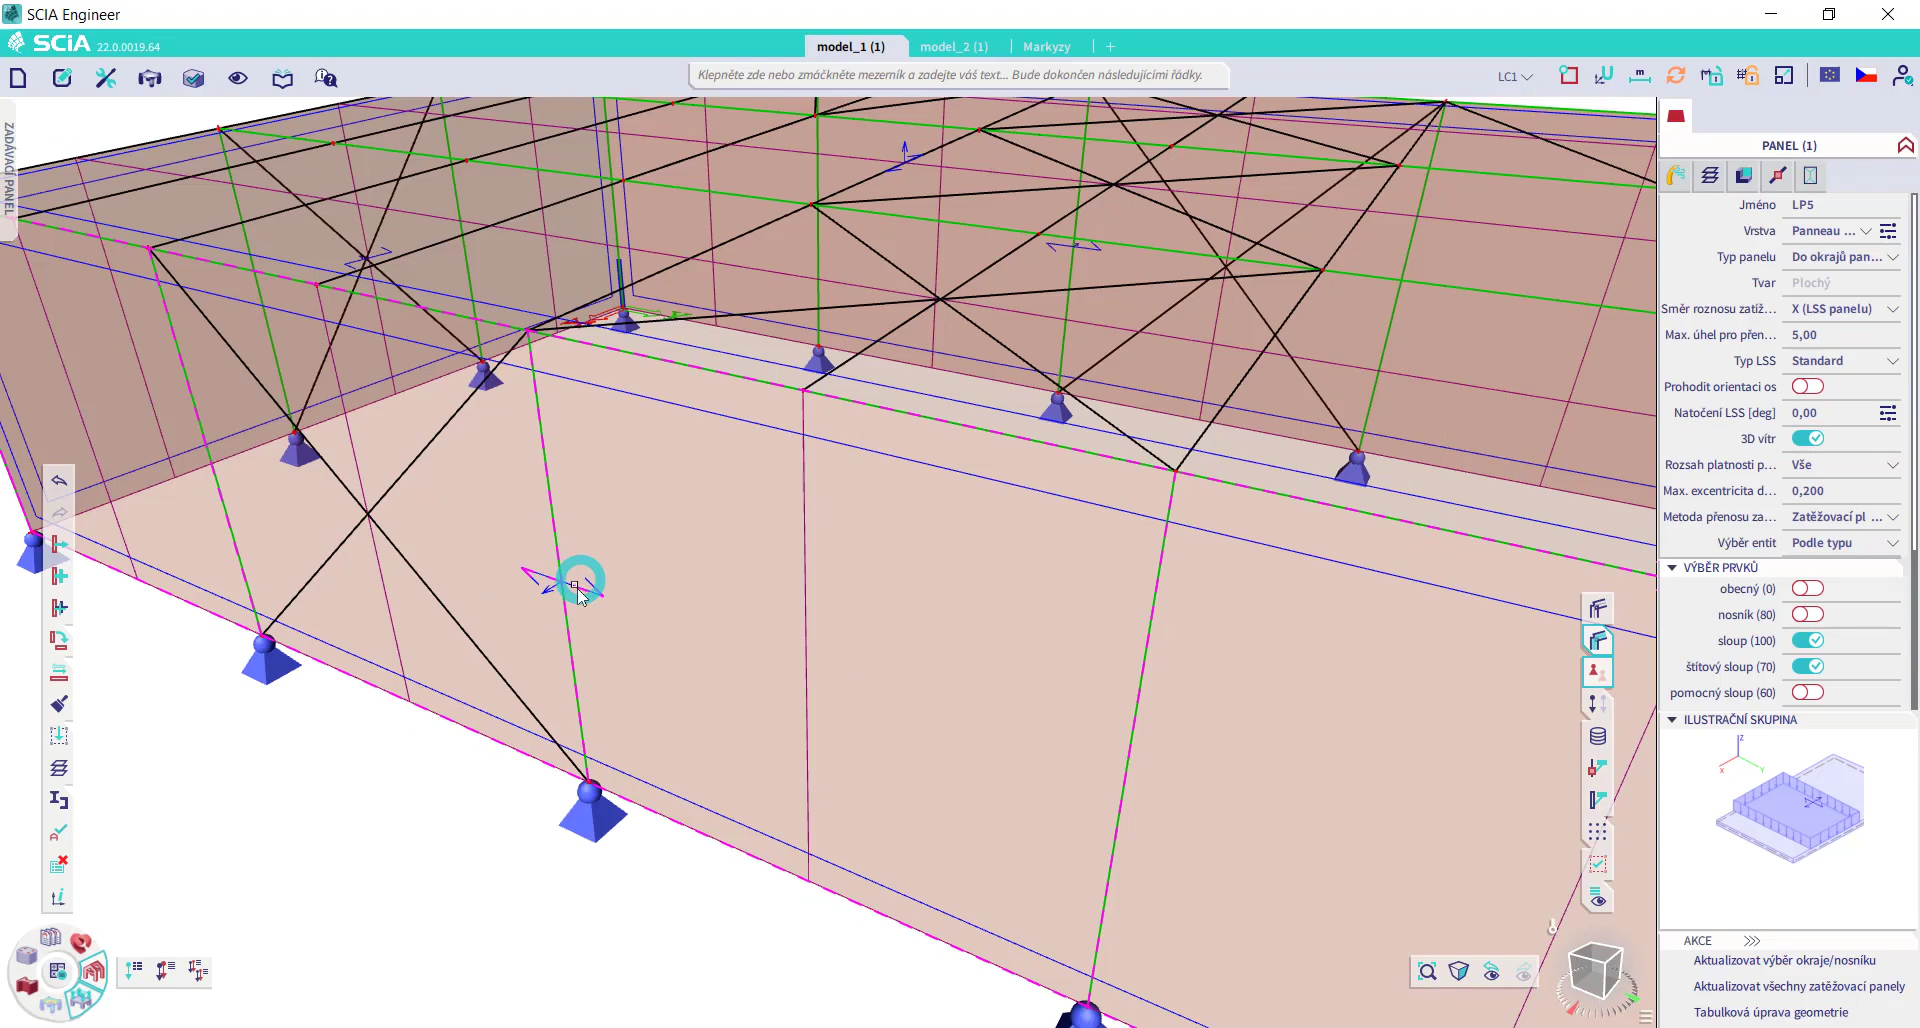 SCIA Engineer
SCiA 22.0.0019.64
model_1 (1)
model_2 (1)
Markyzy
Klepněte zde nebo zmáčkněte mezerník a zadejte váš text... Bude dokončen následujícími řádky.
LC1
ZADÁVACÍ PANEL
PANEL (1)
Jméno LP5
Vrstva Panneau ...
Typ panelu Do okrajů pan...
Tvar Plochý
Směr roznosu zatíž... X (LSS panelu)
Max. úhel pro přen... 5,00
Typ LSS Standard
Prohodit orientaci os
Natočení LSS [deg] 0,00
3D vítr
Rozsah platnosti p... Vše
Max. excentricita d... 0,200
Metoda přenosu za... Zatěžovací pl ...
Výběr entit Podle typu
VÝBĚR PRVKŮ
obecný (0)
nosník (80)
sloup (100)
štítový sloup (70)
pomocný sloup (60)
ILUSTRAČNÍ SKUPINA
Z
X
Y
AKCE >>>
Aktualizovat výběr okraje/nosníku
Aktualizovat všechny zatěžovací panely
Tabulková úprava geometrie